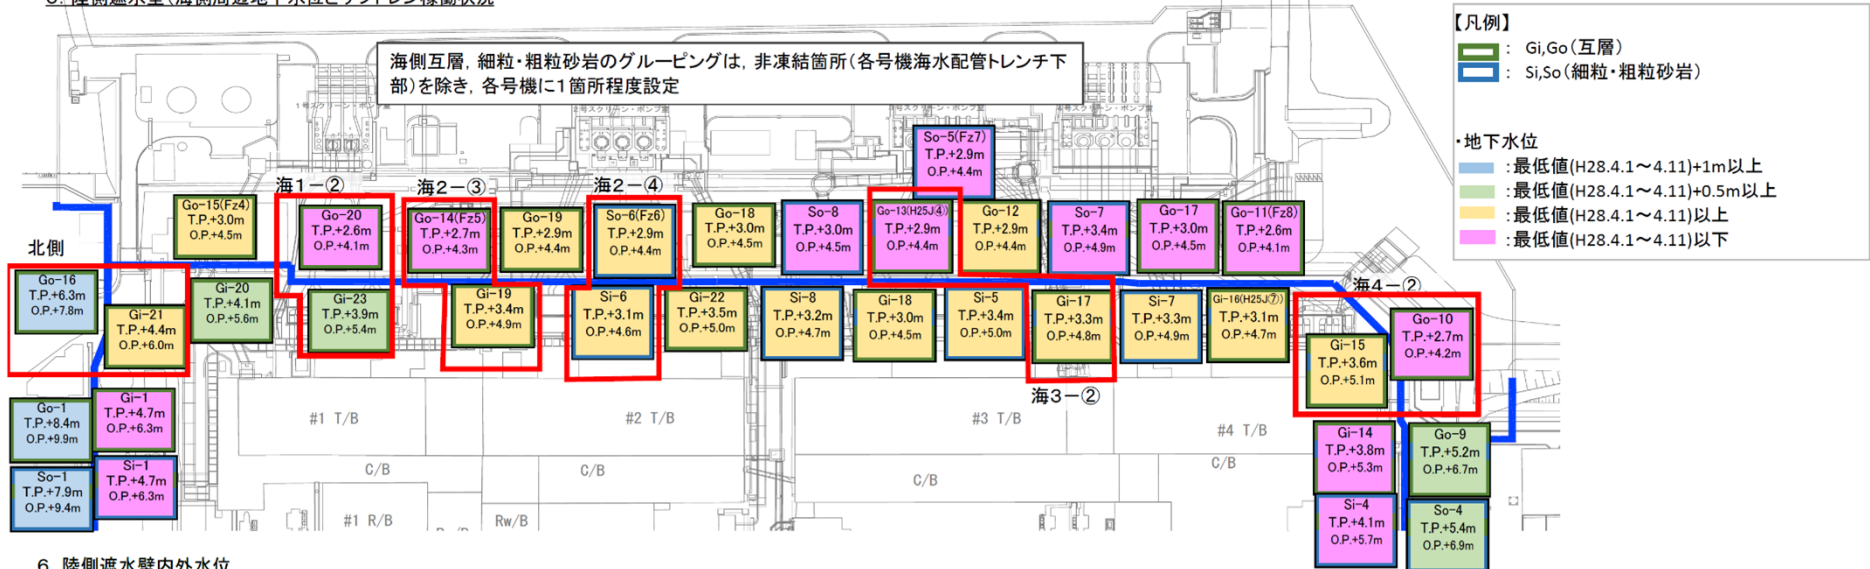 【凡例】
: Gi,Go(互層)
: Si,So(細粒・粗粒砂岩)
・地下水位
:最低値(H28.4.1～4.11)+1m以上
:最低値(H28.4.1～4.11)+0.5m以上
:最低値(H28.4.1～4.11)以上
:最低値(H28.4.1～4.11)以下
海側互層,細粒・粗粒砂岩のグルーピングは,非凍結箇所(各号機海水配管トレンチ下
部)を除き,各号機に1箇所程度設定
So-5(Fz7)
T.P.+2.9m
O.P.+4.4m
海1-②
海2-③
海2-④
Go-15(Fz4)
T.P.+3.0m
O.P.+4.5m
Go-20
T.P.+2.6m
O.P.+4.1m
Go-14(Fz5)
T.P.+2.7m
O.P.+4.3m
Go-19
T.P.+2.9m
O.P.+4.4m
So-6(Fz6)
T.P.+2.9m
O.P.+4.4m
Go-18
T.P.+3.0m
O.P.+4.5m
So-8
T.P.+3.0m
O.P.+4.5m
Go-13(H25J④)
T.P.+2.9m
O.P.+4.4m
Go-12
T.P.+2.9m
O.P.+4.4m
So-7
T.P.+3.4m
O.P.+4.9m
Go-17
T.P.+3.0m
O.P.+4.5m
Go-11(Fz8)
T.P.+2.6m
O.P.+4.1m
北側
Go-16
T.P.+6.3m
O.P.+7.8m
Gi-21
T.P.+4.4m
O.P.+6.0m
Gi-20
T.P.+4.1m
O.P.+5.6m
Gi-23
T.P.+3.9m
O.P.+5.4m
Gi-19
T.P.+3.4m
O.P.+4.9m
Si-6
T.P.+3.1m
O.P.+4.6m
Gi-22
T.P.+3.5m
O.P.+5.0m
Si-8
T.P.+3.2m
O.P.+4.7m
Gi-18
T.P.+3.0m
O.P.+4.5m
Si-5
T.P.+3.4m
O.P.+5.0m
Gi-17
T.P.+3.3m
O.P.+4.8m
Si-7
T.P.+3.3m
O.P.+4.9m
Gi-16(H25J⑦)
T.P.+3.1m
O.P.+4.7m
海4-②
Gi-15
T.P.+3.6m
O.P.+5.1m
Go-10
T.P.+2.7m
O.P.+4.2m
海3-②
Go-1
T.P.+8.4m
O.P.+9.9m
Gi-1
T.P.+4.7m
O.P.+6.3m
So-1
T.P.+7.9m
O.P.+9.4m
Si-1
T.P.+4.7m
O.P.+6.3m
#1 T/B
#2 T/B
#3 T/B
#4 T/B
C/B
C/B
C/B
C/B
#1 R/B
Rw/B
Gi-14
T.P.+3.8m
O.P.+5.3m
Go-9
T.P.+5.2m
O.P.+6.7m
Si-4
T.P.+4.1m
O.P.+5.7m
So-4
T.P.+5.4m
O.P.+6.9m
6. 陸側遮水壁内外水位